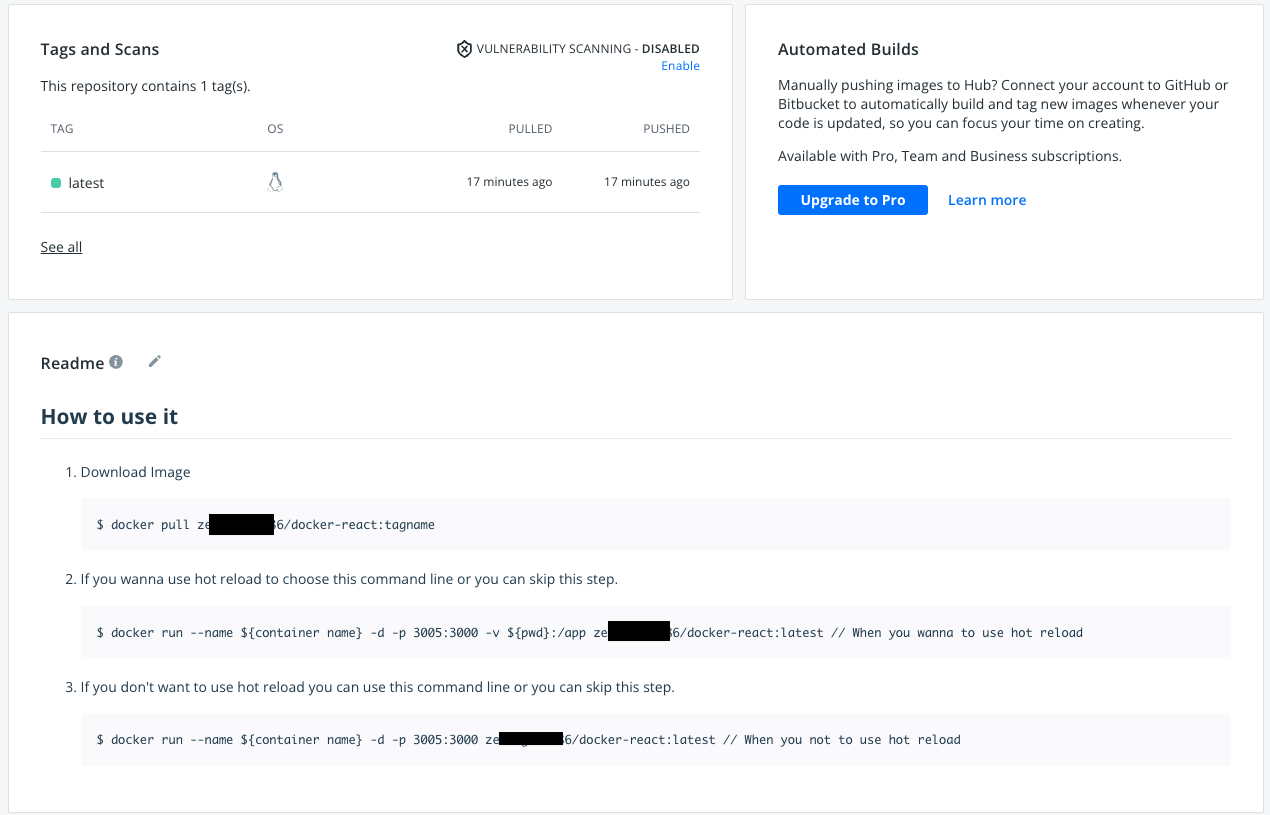 Tags and Scans
VULNERABILITY SCANNING - DISABLED
Enable
This repository contains 1 tag(s).
TAG OS PULLED PUSHED
latest 17 minutes ago 17 minutes ago
See all
Automated Builds
Manually pushing images to Hub? Connect your account to GitHub or
Bitbucket to automatically build and tag new images whenever your
code is updated, so you can focus your time on creating.
Available with Pro, Team and Business subscriptions.
Upgrade to Pro Learn more
Readme
How to use it
1. Download Image
$ docker pull ze 6/docker-react:tagname
2. If you wanna use hot reload to choose this command line or you can skip this step.
$ docker run --name ${container name} -d -p 3005:3000 -v ${pwd}:/app ze 36/docker-react:latest // When you wanna to use hot reload
3. If you don't want to use hot reload you can use this command line or you can skip this step.
$ docker run --name ${container name} -d -p 3005:3000 ze 6/docker-react:latest // When you not to use hot reload